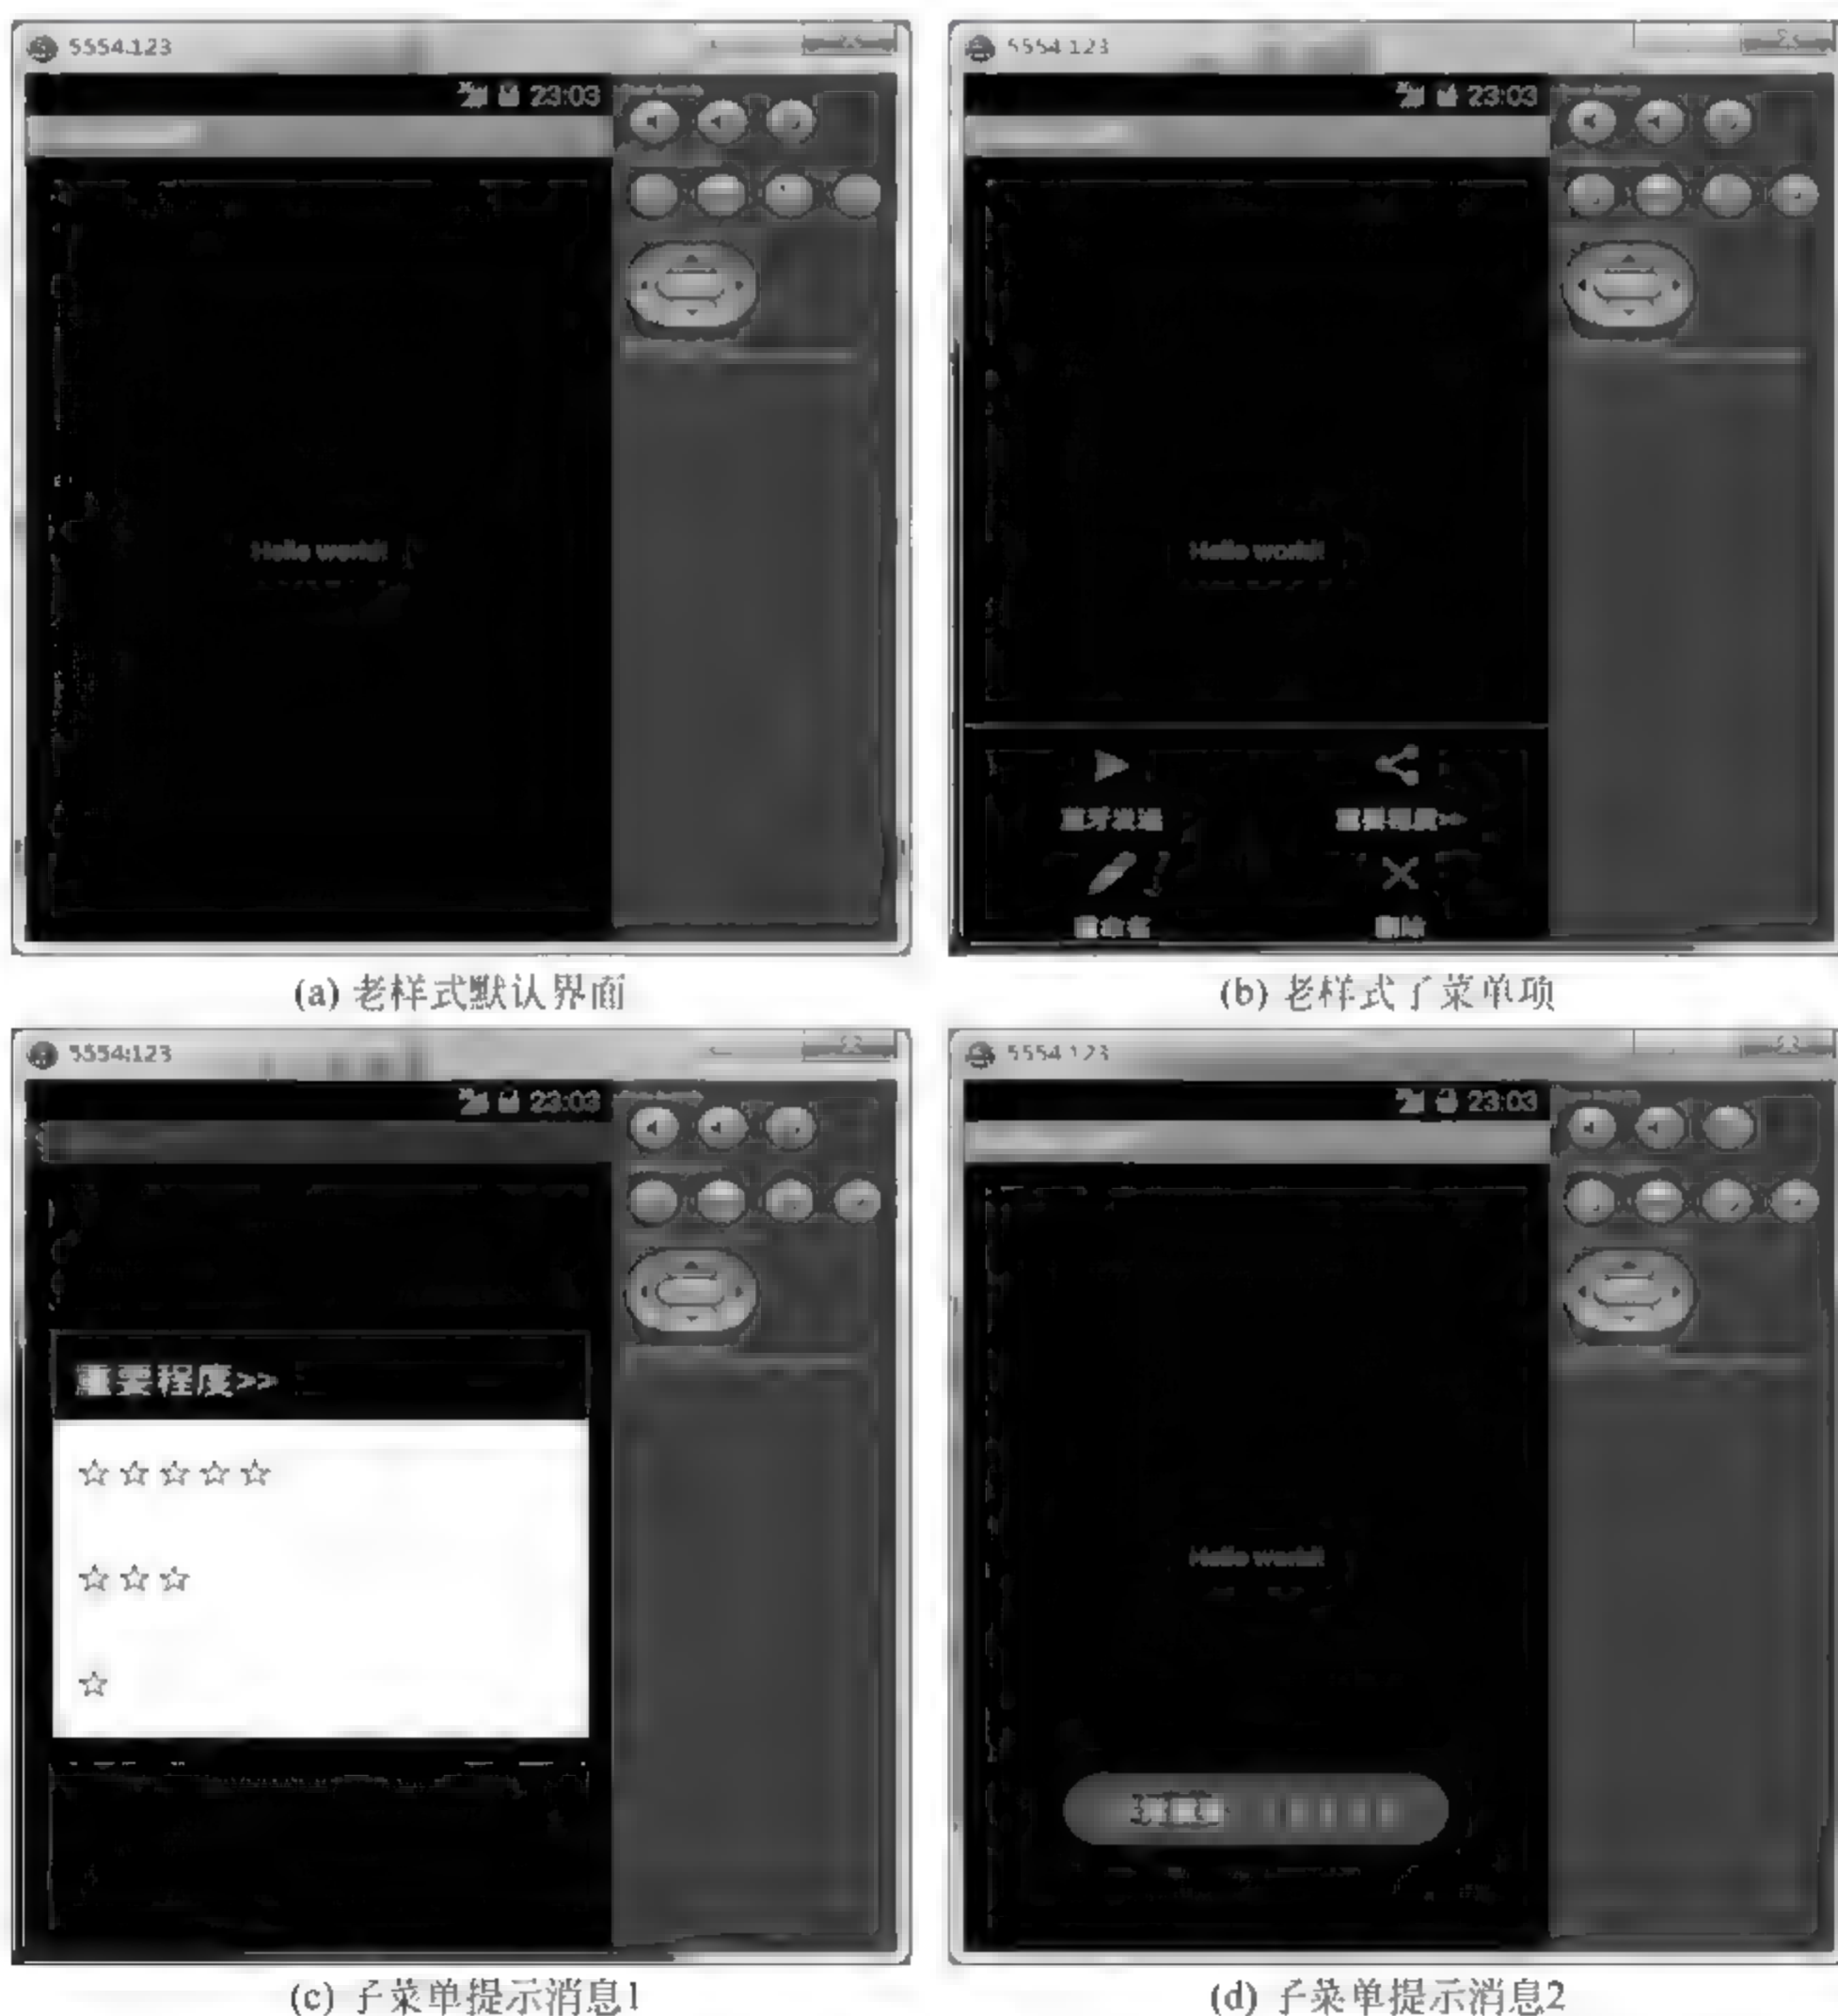 5554:123
23:03
Hello world!
(a) 老样式默认界面
5554:123
23:03
Hello world!
蓝牙发送
重要程度>>
重命名
删除
(b) 老样式了菜单项
5554:123
23:03
重要程度>>
☆☆☆☆☆
☆☆☆
☆
(c) 子菜单提示消息1
5554:123
23:03
Hello world!
(d) 子菜单提示消息2